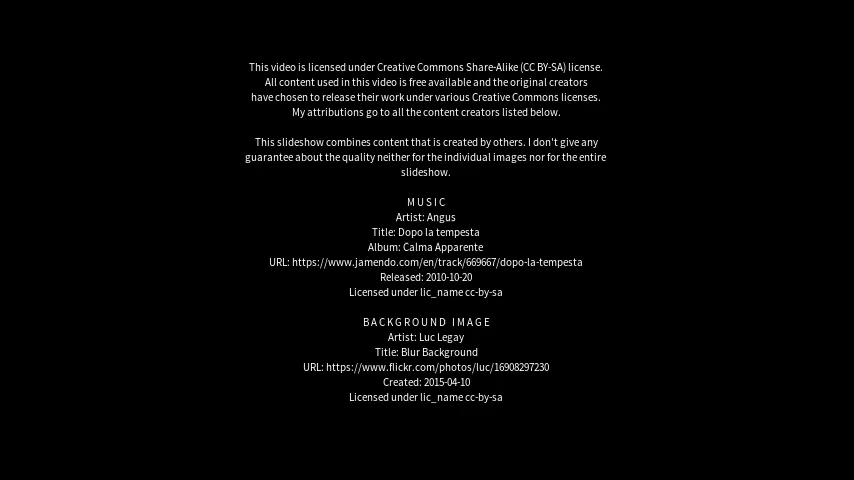 This video is licensed under Creative Commons Share-Alike (CC BY-SA) license.
All content used in this video is free available and the original creators
have chosen to release their work under various Creative Commons licenses.
My attributions go to all the content creators listed below.
This slideshow combines content that is created by others. I don't give any
guarantee about the quality neither for the individual images nor for the entire
slideshow.
MUSIC
Artist: Angus
Title: Dopo la tempesta
Album: Calma Apparente
URL: https://www.jamendo.com/en/track/669667/dopo-la-tempesta
Released: 2010-10-20
Licensed under lic_name cc-by-sa
BACKGROUND IMAGE
Artist: Luc Legay
Title: Blur Background
URL: https://www.flickr.com/photos/luc/16908297230
Created: 2015-04-10
Licensed under lic_name cc-by-sa